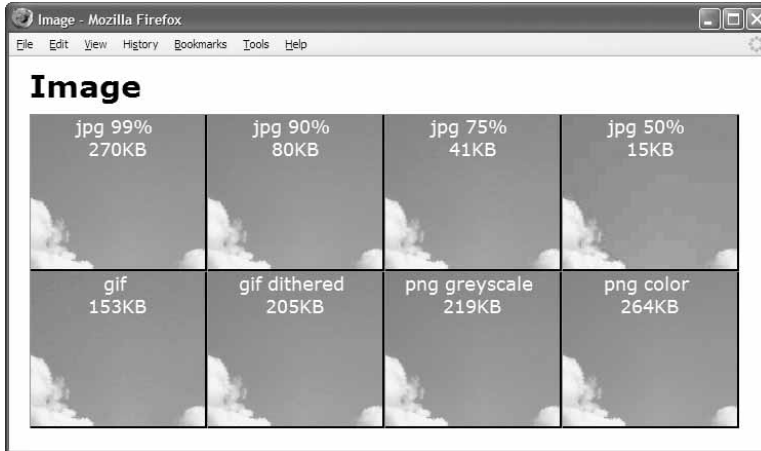 Image - Mozilla Firefox
File Edit View History Bookmarks Tools Help
Image
jpg 99%
270KB
jpg 90%
80KB
jpg 75%
41KB
jpg 50%
15KB
gif
153KB
gif dithered
205KB
png greyscale
219KB
png color
264KB